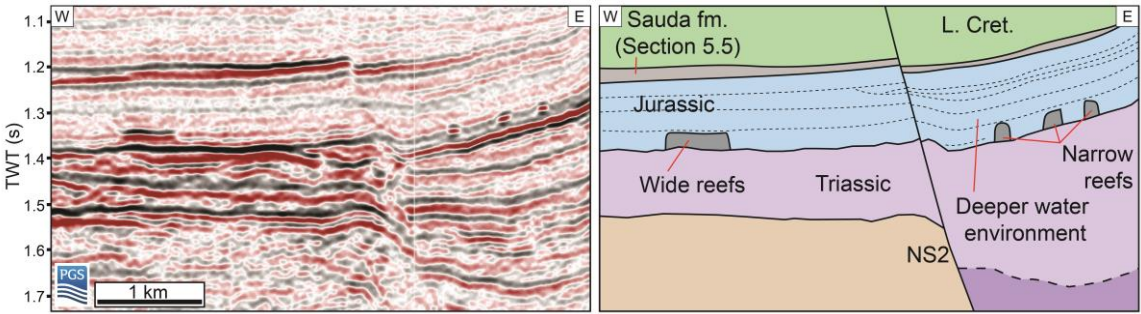 W
E
TWT (s)
1.1
1.2
1.3
1.4
1.5
1.6
1.7
PGS
1 km
W
E
Sauda fm.
(Section 5.5)
L. Cret.
Jurassic
Wide reefs
Triassic
Narrow
reefs
Deeper water
environment
NS2